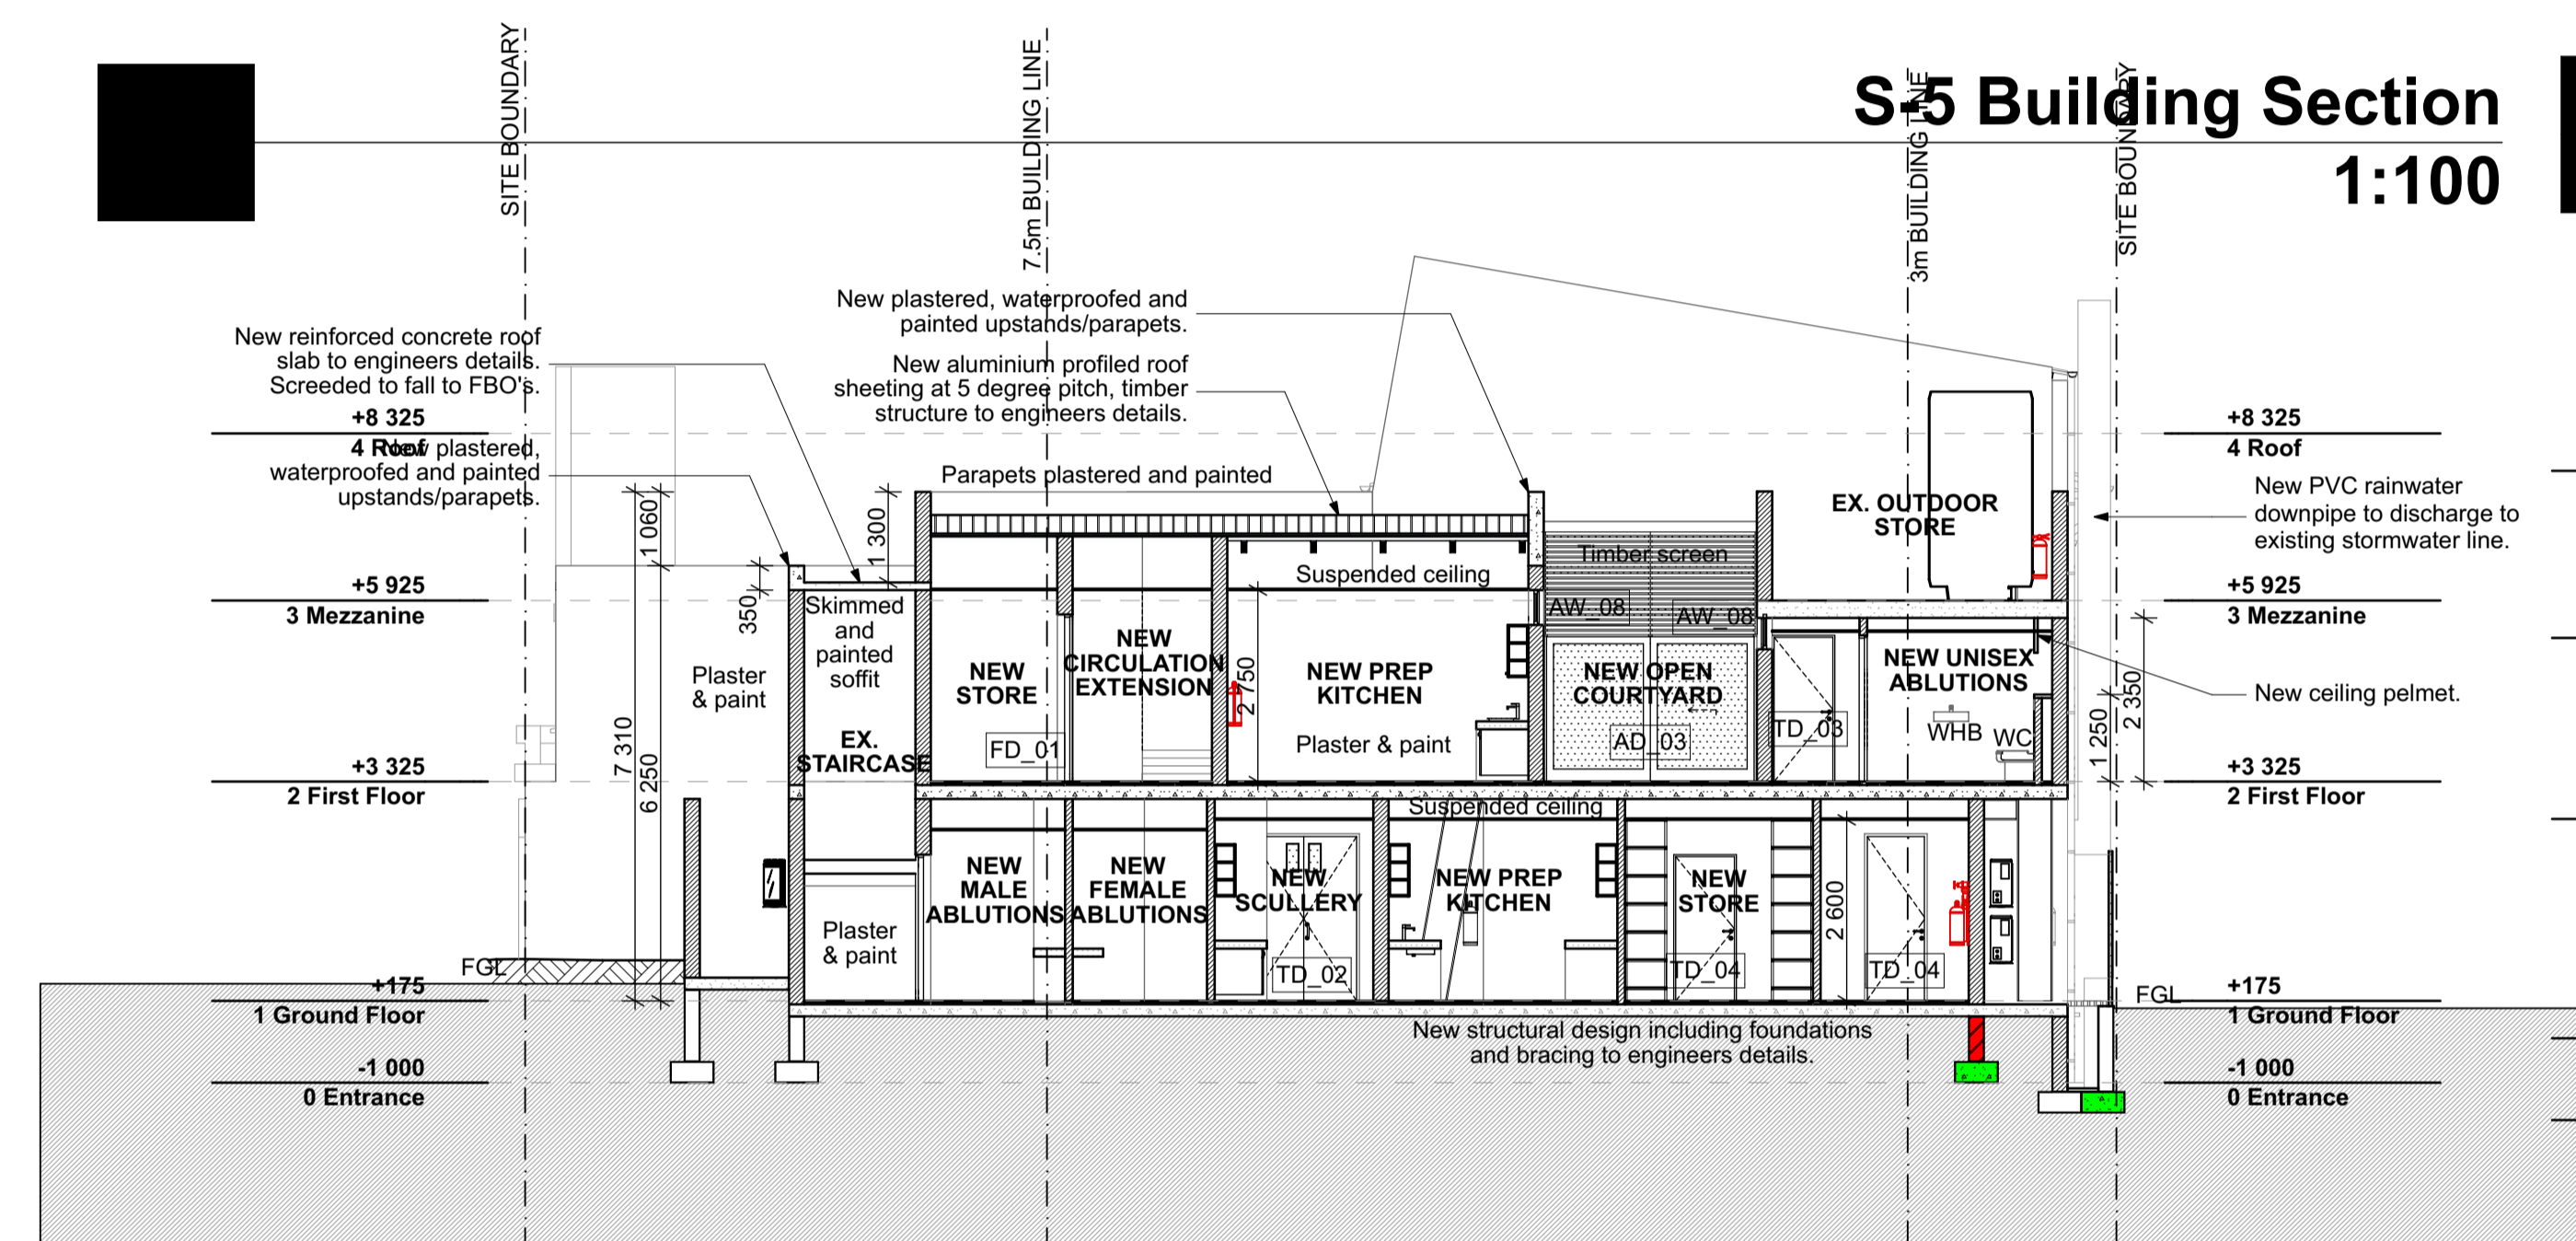 SITE BOUNDARY
7.5m BUILDING LINE
3m BUILDING LINE
SITE BOUNDARY
S-5 Building Section
1:100
New plastered, waterproofed and
painted upstands/parapets.
New reinforced concrete roof
slab to engineers details.
Screeded to fall to FBO's.
New aluminium profiled roof
sheeting at 5 degree pitch, timber
structure to engineers details.
+8 325
4 Roof
New plastered,
waterproofed and painted
upstands/parapets.
+8 325
4 Roof
Parapets plastered and painted
EX. OUTDOOR
STORE
New PVC rainwater
downpipe to discharge to
existing stormwater line.
1 060
1 300
350
Timber screen
Suspended ceiling
+5 925
3 Mezzanine
+5 925
3 Mezzanine
Skimmed
and
painted
soffit
AW_08
AW_08
Plaster
& paint
NEW
STORE
NEW
CIRCULATION
EXTENSION
2 750
NEW PREP
KITCHEN
NEW OPEN
COURTYARD
NEW UNISEX
ABLUTIONS
New ceiling pelmet.
EX.
STAIRCASE
FD_01
Plaster & paint
AD_03
TD_03
WHB
WC
1 250
2 350
7 310
6 250
+3 325
2 First Floor
+3 325
2 First Floor
Suspended ceiling
NEW
MALE
ABLUTIONS
NEW
FEMALE
ABLUTIONS
NEW
SCULLERY
NEW PREP
KITCHEN
NEW
STORE
2 600
Plaster
& paint
TD_02
TD_04
TD_04
FGL
+175
1 Ground Floor
FGL
+175
1 Ground Floor
New structural design including foundations
and bracing to engineers details.
-1 000
0 Entrance
-1 000
0 Entrance